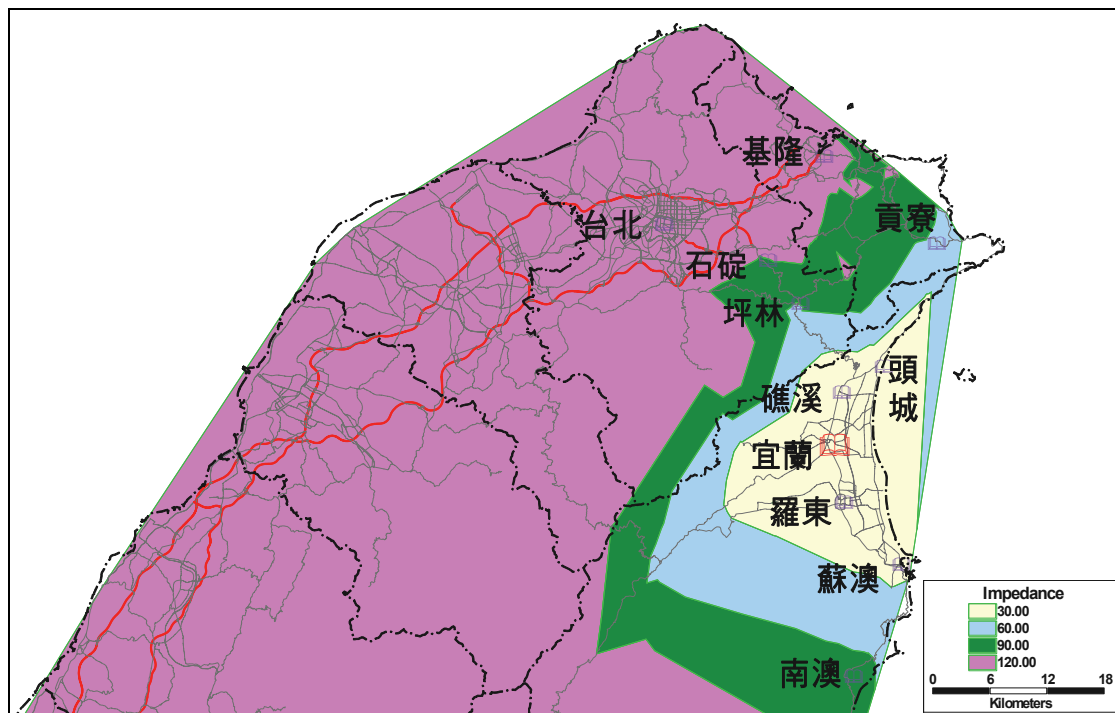 基隆
貢寮
台北
石碇
坪林
頭城
礁溪
宜蘭
羅東
蘇澳
南澳
Impedance
30.00
60.00
90.00
120.00
0 6 12 18
Kilometers